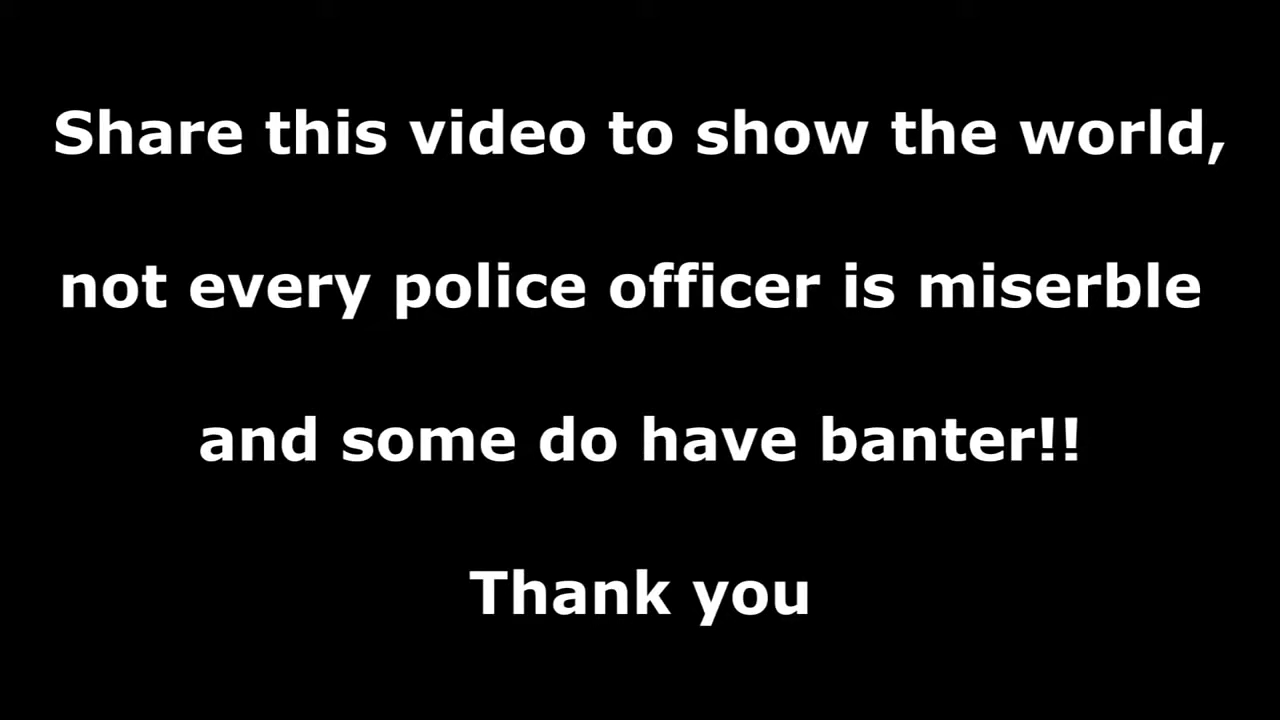 Share this video to show the world,
not every police officer is miserble
and some do have banter!!
Thank you